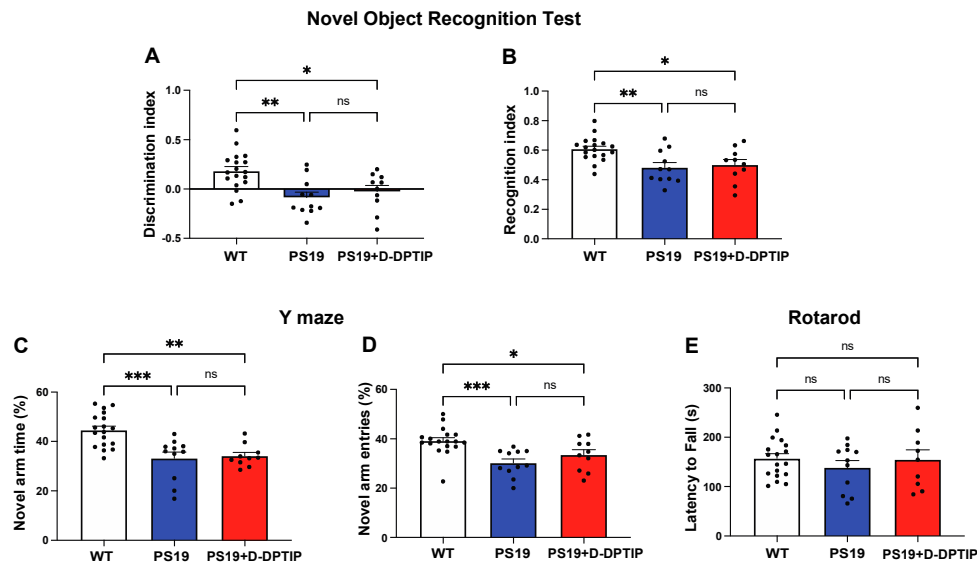 Novel Object Recognition Test
A
Discrimination index
1.0
0.5
0.0
-0.5
*
**
ns
WT PS19 PS19+D-DPTIP
B
Recognition index
1.0
0.8
0.6
0.4
0.2
0.0
*
**
ns
WT PS19 PS19+D-DPTIP
Y maze
C
Novel arm time (%)
60
40
20
0
**
***
ns
WT PS19 PS19+D-DPTIP
D
Novel arm entries (%)
60
40
20
0
*
***
ns
WT PS19 PS19+D-DPTIP
Rotarod
E
Latency to Fall (s)
300
200
100
0
ns
ns ns
WT PS19 PS19+D-DPTIP